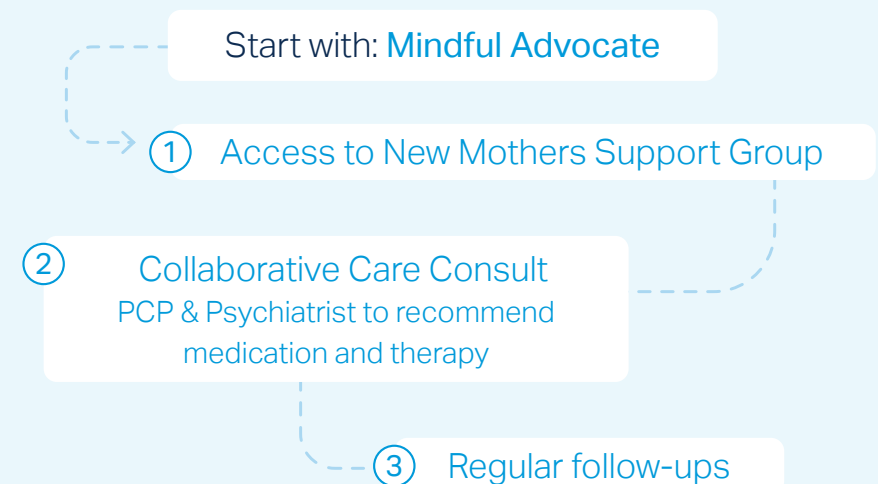 Start with: Mindful Advocate
1 Access to New Mothers Support Group
2 Collaborative Care Consult
PCP & Psychiatrist to recommend
medication and therapy
3 Regular follow-ups